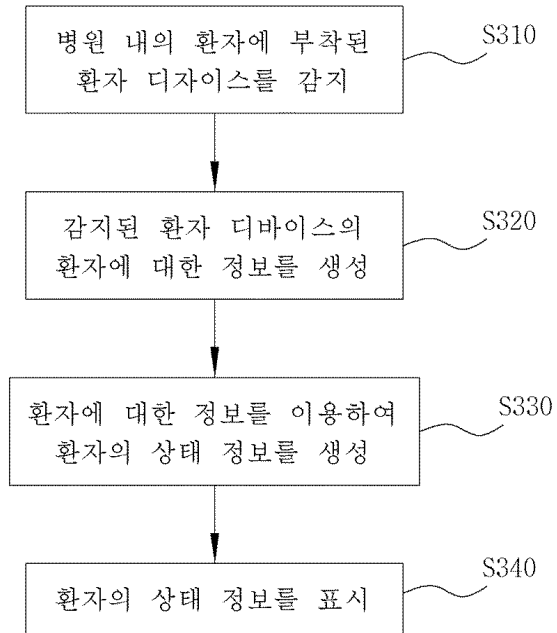 병원 내의 환자에 부착된
환자 디자이스를 감지
S310
감지된 환자 디바이스의
환자에 대한 정보를 생성
S320
환자에 대한 정보를 이용하여
환자의 상태 정보를 생성
S330
환자의 상태 정보를 표시
S340